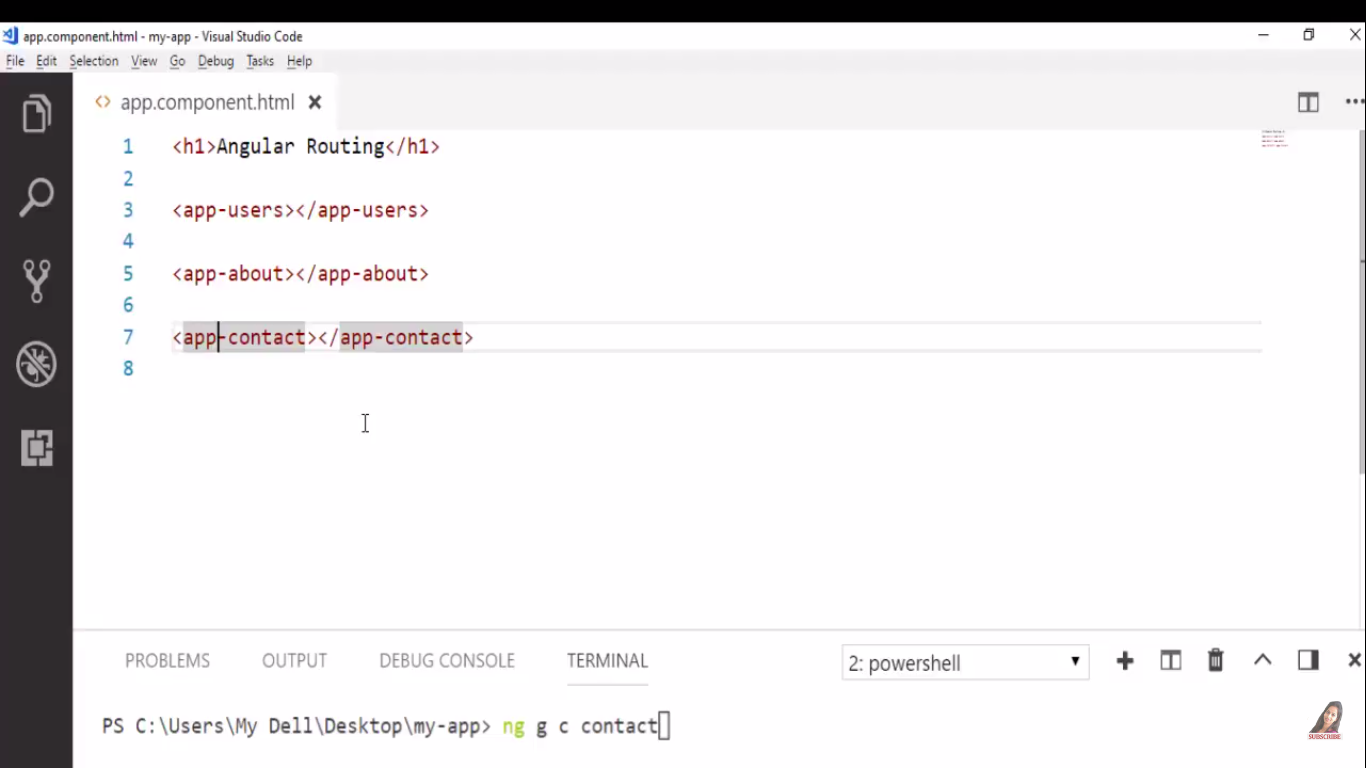 app.component.html - my-app - Visual Studio Code
File Edit Selection View Go Debug Tasks Help
app.component.html
1 <h1>Angular Routing</h1>
2
3 <app-users></app-users>
4
5 <app-about></app-about>
6
7 <app-contact></app-contact>
8
PROBLEMS OUTPUT DEBUG CONSOLE TERMINAL 2: powershell
PS C:\Users\My Dell\Desktop\my-app> ng g c contact
SUBSCRIBE